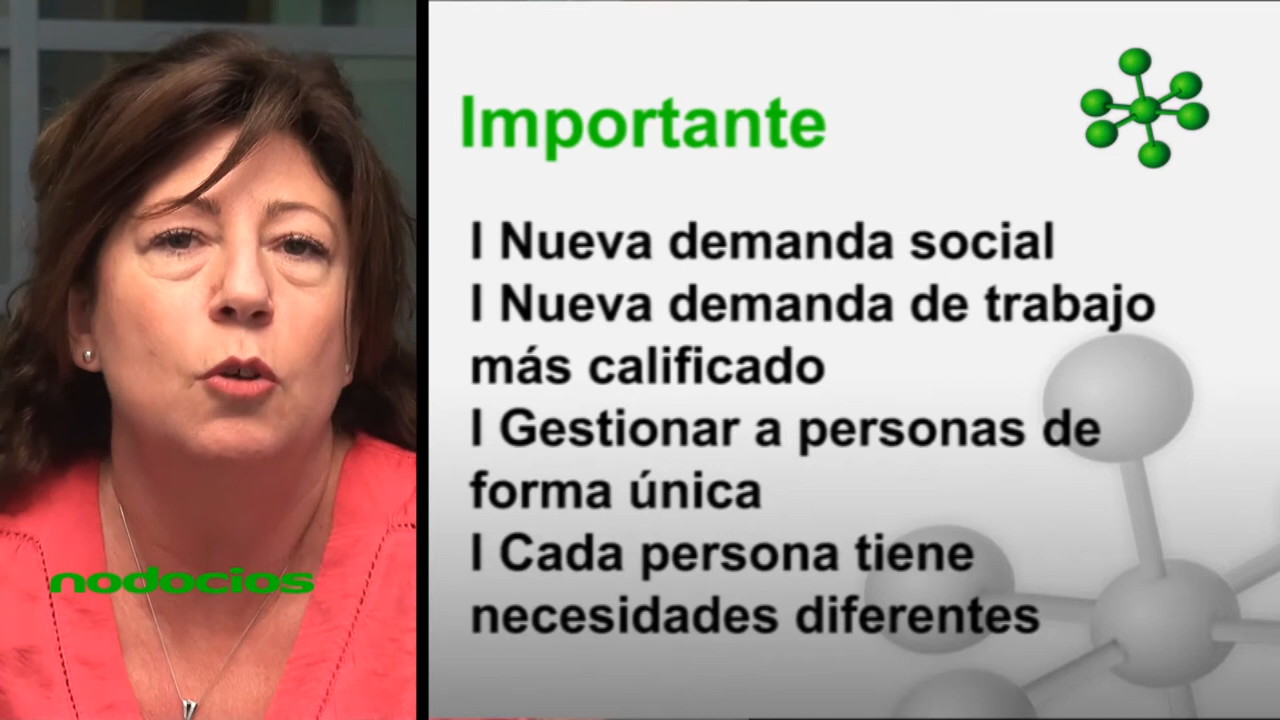 nodocios
Importante
I Nueva demanda social
I Nueva demanda de trabajo
más calificado
I Gestionar a personas de
forma única
I Cada persona tiene
necesidades diferentes